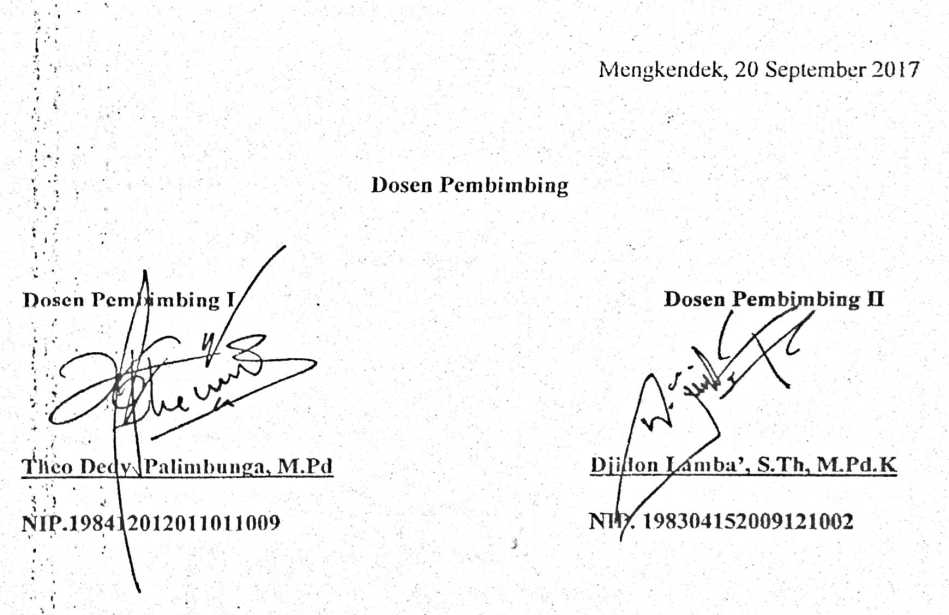 Mengkendek, 20 September 2017
Dosen Pembimbing
Dosen Pembimbing I
Dosen Pembimbing II
Theo Dedy Palimbunga, M.Pd
Djidon Lamba', S.Th, M.Pd.K
NIP.198412012011011009
NIP. 198304152009121002